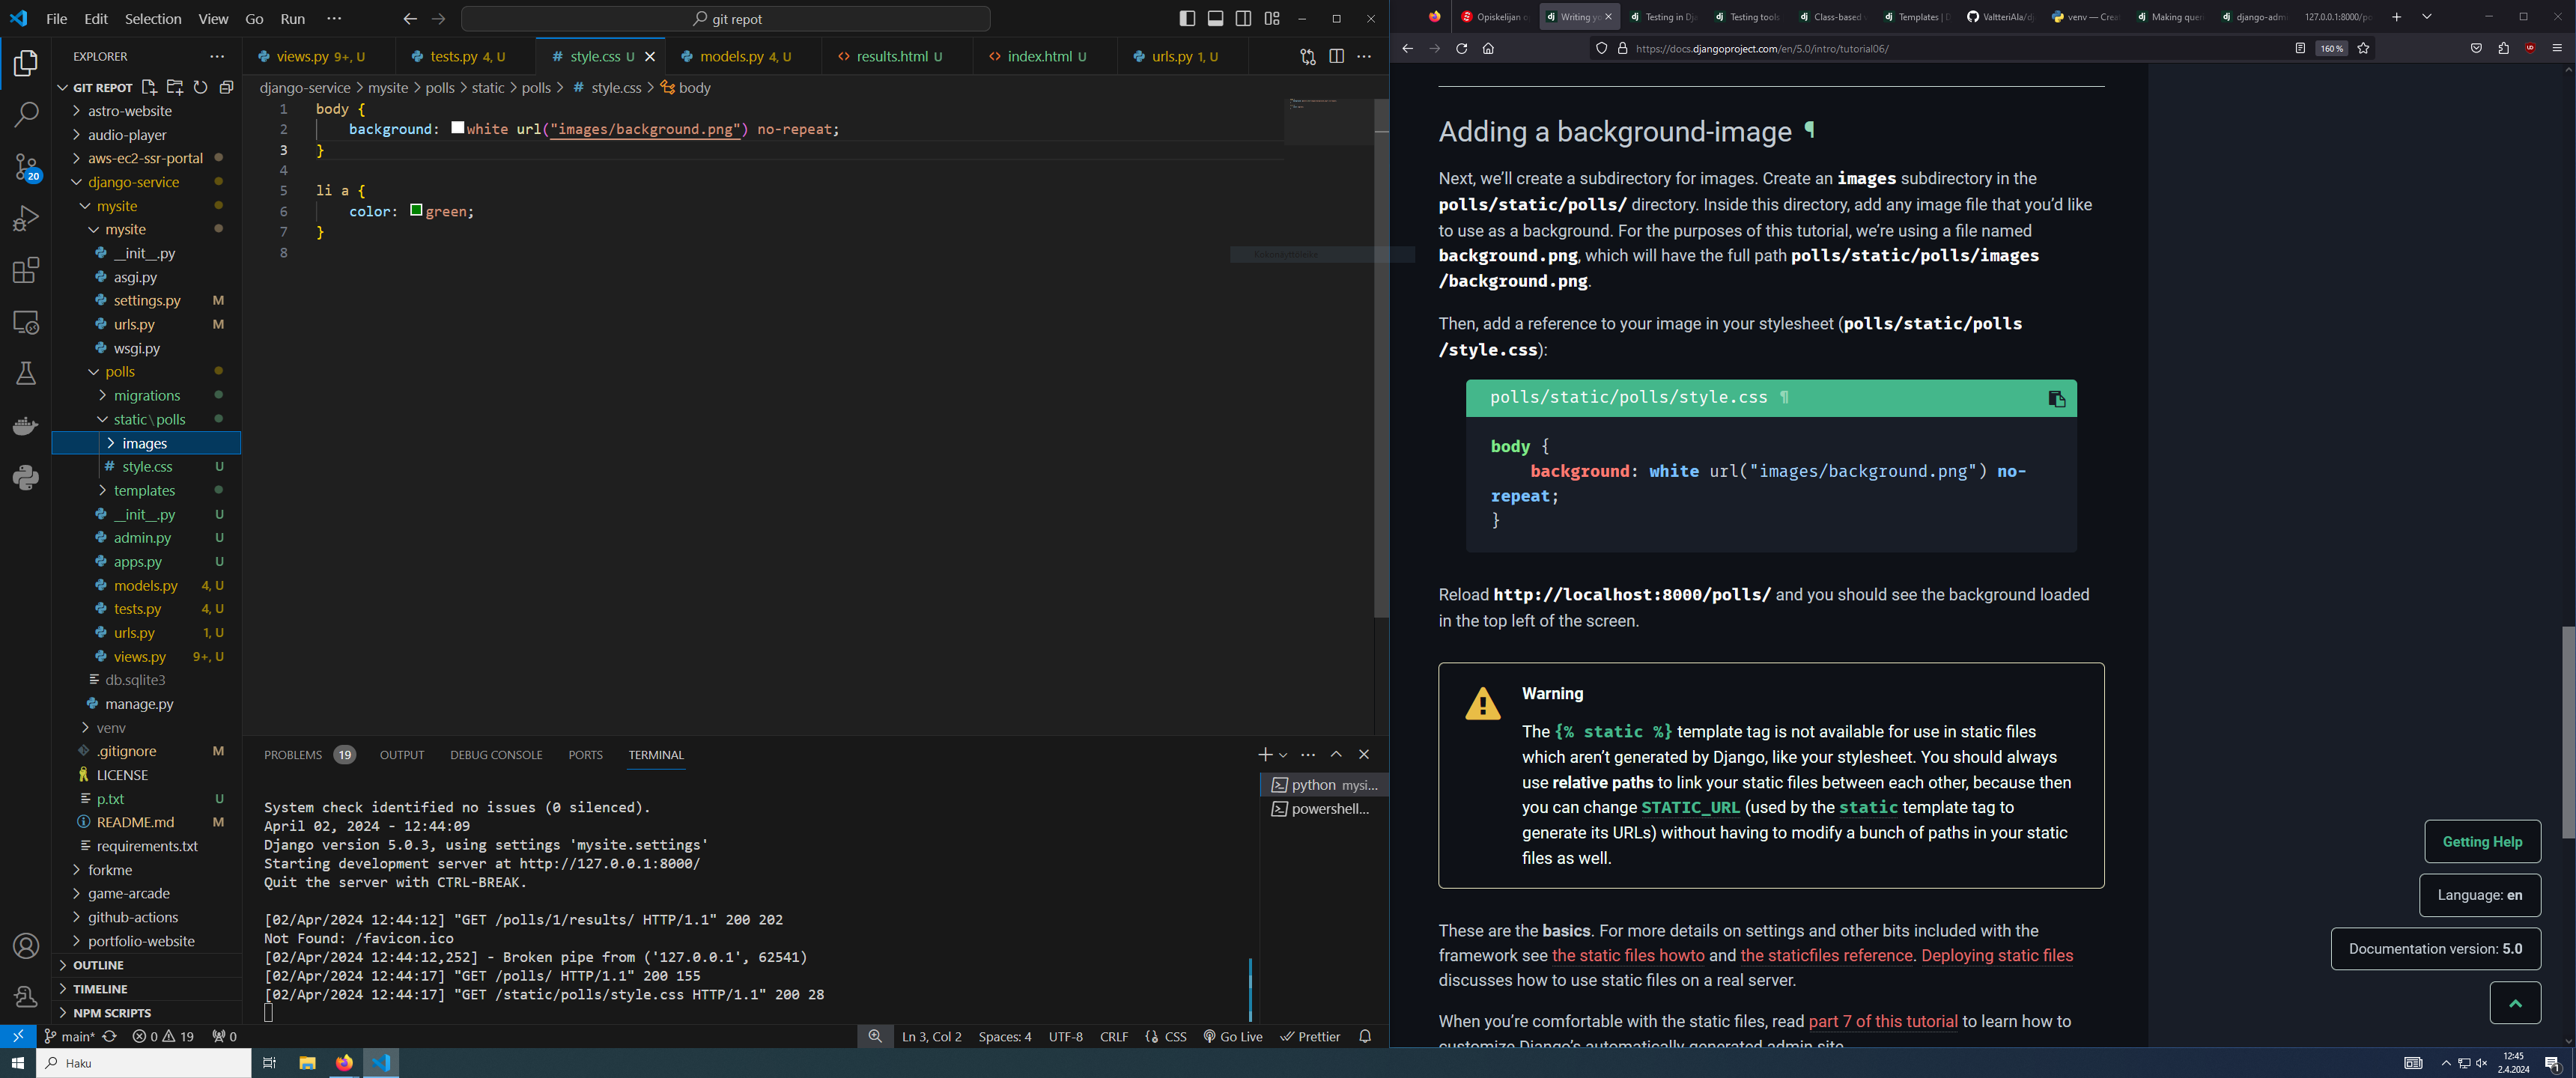 File Edit Selection View Go Run ··· git repot
EXPLORER
GIT REPOT
astro-website
audio-player
aws-ec2-ssr-portal
django-service
mysite
mysite
__init__.py
asgi.py
settings.py M
urls.py M
wsgi.py
polls
migrations
static\polls
images
style.css U
templates
__init__.py U
admin.py U
apps.py U
models.py 4, U
tests.py 4, U
urls.py 1, U
views.py 9+, U
db.sqlite3
manage.py
venv
.gitignore M
LICENSE
p.txt U
README.md M
requirements.txt
forkme
game-arcade
github-actions
portfolio-website
OUTLINE
TIMELINE
NPM SCRIPTS
20
views.py 9+, U tests.py 4, U style.css U models.py 4, U results.html U index.html U urls.py 1, U
django-service > mysite > polls > static > polls > # style.css > body
1 body {
2 background: white url("images/background.png") no-repeat;
3 }
4
5 li a {
6 color: green;
7 }
8
PROBLEMS 19 OUTPUT DEBUG CONSOLE PORTS TERMINAL
python mysi...
powershell...
System check identified no issues (0 silenced).
April 02, 2024 - 12:44:09
Django version 5.0.3, using settings 'mysite.settings'
Starting development server at http://127.0.0.1:8000/
Quit the server with CTRL-BREAK.
[02/Apr/2024 12:44:12] "GET /polls/1/results/ HTTP/1.1" 200 202
Not Found: /favicon.ico
[02/Apr/2024 12:44:12,252] - Broken pipe from ('127.0.0.1', 62541)
[02/Apr/2024 12:44:17] "GET /polls/ HTTP/1.1" 200 155
[02/Apr/2024 12:44:17] "GET /static/polls/style.css HTTP/1.1" 200 28
main* 0 19 0 Ln 3, Col 2 Spaces: 4 UTF-8 CRLF CSS Go Live Prettier
Haku
Opiskelijan Writing Testing in Testing tools Class-based Templates | ValtteriAla/ venv — Making django- 127.0.0.1:8000/
https://docs.djangoproject.com/en/5.0/intro/tutorial06/ 160 %
Adding a background-image ¶
Next, we'll create a subdirectory for images. Create an images subdirectory in the
polls/static/polls/ directory. Inside this directory, add any image file that you'd like
to use as a background. For the purposes of this tutorial, we're using a file named
background.png, which will have the full path polls/static/polls/images
/background.png.
Then, add a reference to your image in your stylesheet (polls/static/polls
/style.css):
polls/static/polls/style.css ¶
body {
background: white url("images/background.png") no-
repeat;
}
Reload http://localhost:8000/polls/ and you should see the background loaded
in the top left of the screen.
Warning
The {% static %} template tag is not available for use in static files
which aren't generated by Django, like your stylesheet. You should always
use relative paths to link your static files between each other, because then
you can change STATIC_URL (used by the static template tag to
generate its URLs) without having to modify a bunch of paths in your static
files as well.
These are the basics. For more details on settings and other bits included with the
framework see the static files howto and the staticfiles reference. Deploying static files
discusses how to use static files on a real server.
When you're comfortable with the static files, read part 7 of this tutorial to learn how to
customize Django's automatically generated admin site.
Getting Help
Language: en
Documentation version: 5.0
12:45
2.4.2024
1